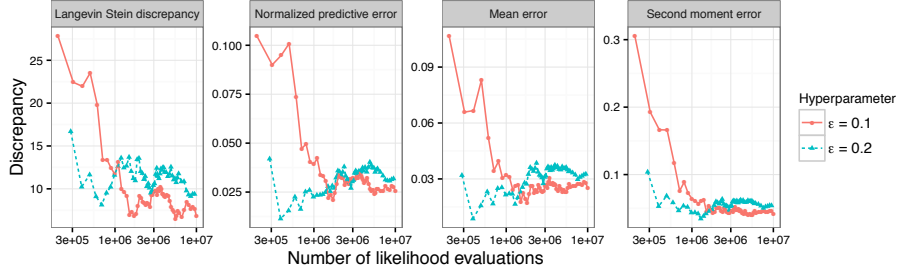 Langevin Stein discrepancy
Normalized predictive error
Mean error
Second moment error
Discrepancy
25
20
15
10
0.100
0.075
0.050
0.025
0.09
0.06
0.03
0.3
0.2
0.1
3e+05 1e+06 3e+06 1e+07
3e+05 1e+06 3e+06 1e+07
3e+05 1e+06 3e+06 1e+07
3e+05 1e+06 3e+06 1e+07
Number of likelihood evaluations
Hyperparameter
ε = 0.1
ε = 0.2